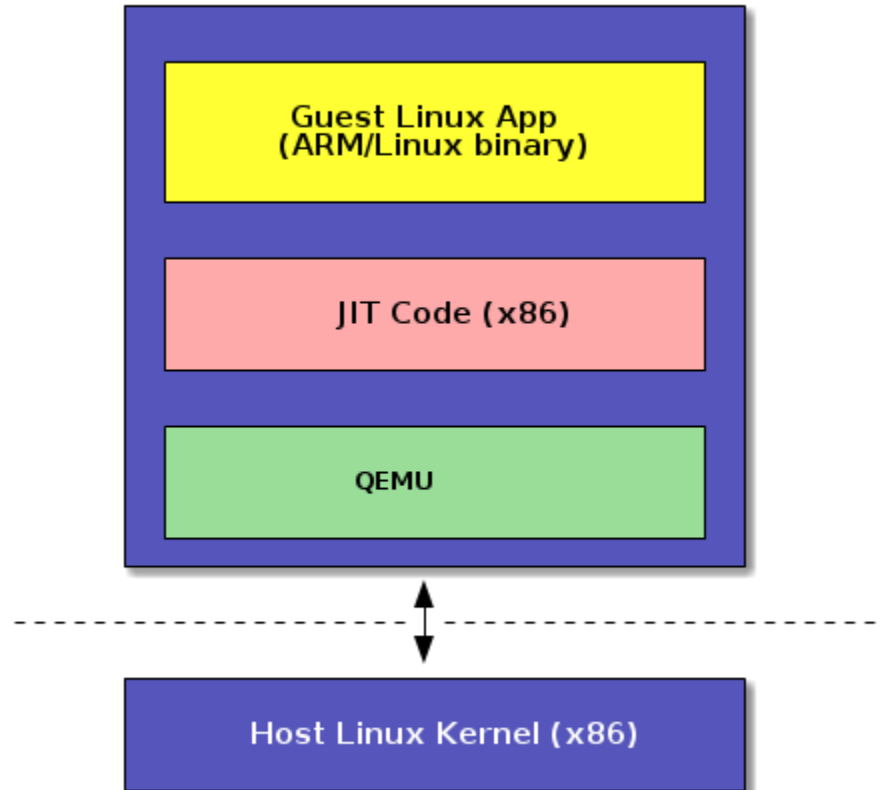 Guest Linux App
(ARM/Linux binary)
JIT Code (x86)
QEMU
Host Linux Kernel (x86)